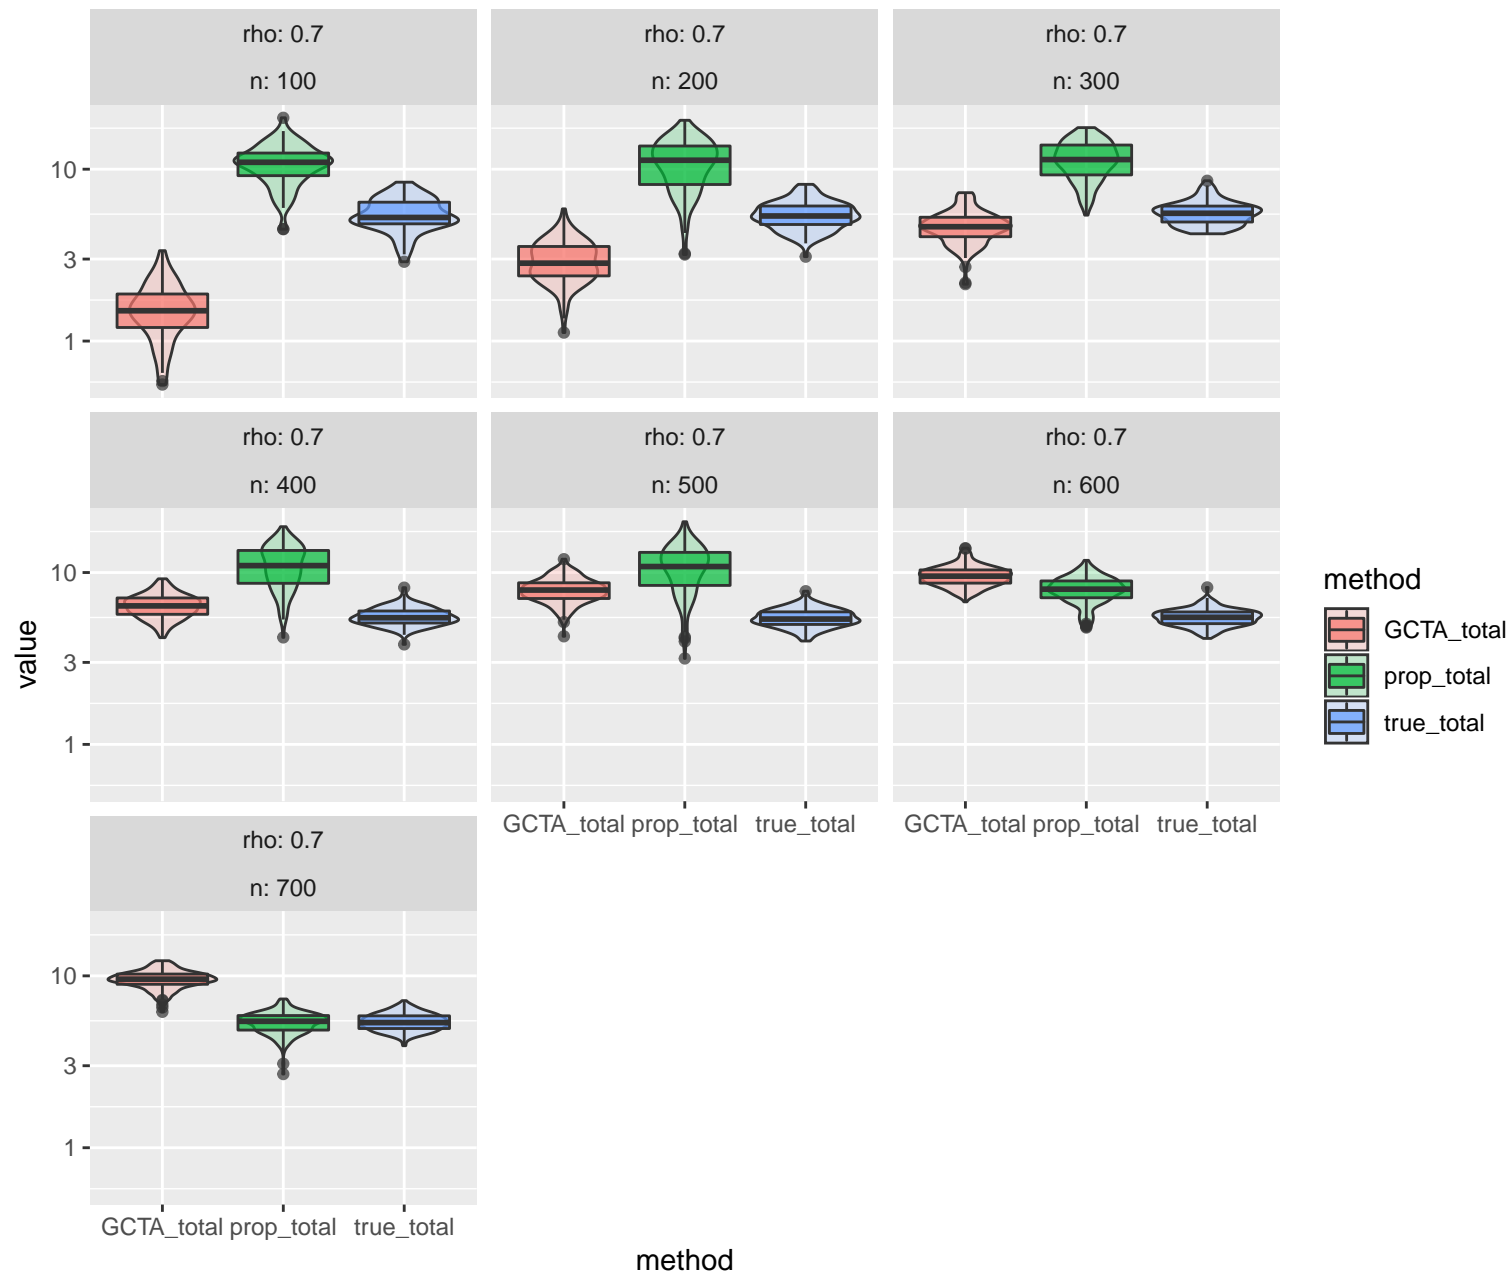 rho: 0.7 rho: 0.7 rho: 0.7
n: 100 n: 200 n: 300
10
3
1
rho: 0.7 rho: 0.7 rho: 0.7
n: 400 n: 500 n: 600
10
3
1
GCTA_total prop_total true_total GCTA_total prop_total true_total
rho: 0.7
n: 700
10
3
1
GCTA_total prop_total true_total
method
value
method
GCTA_total
prop_total
true_total